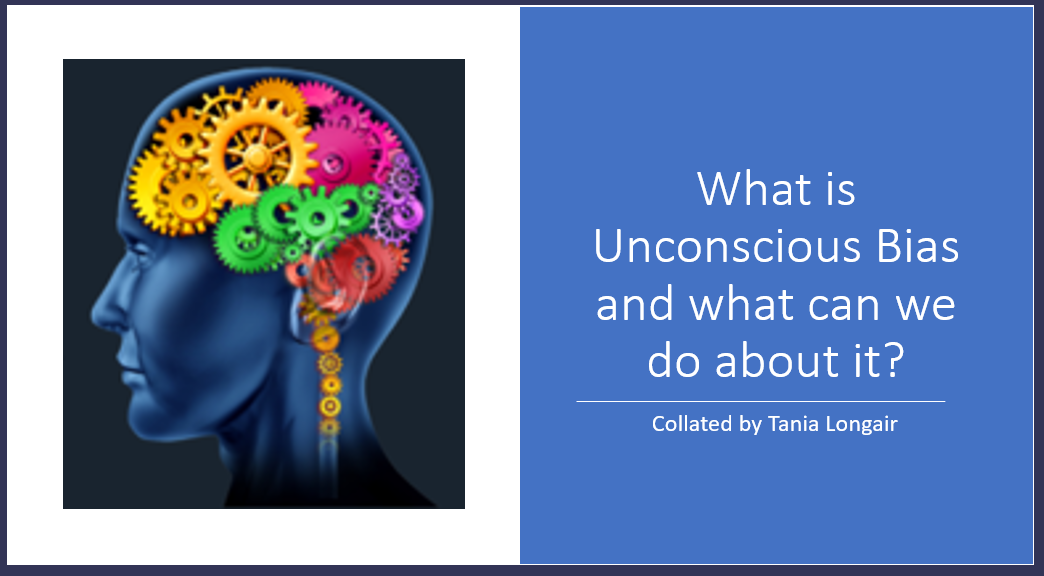 What is
Unconscious Bias
and what can we
do about it?
Collated by Tania Longair